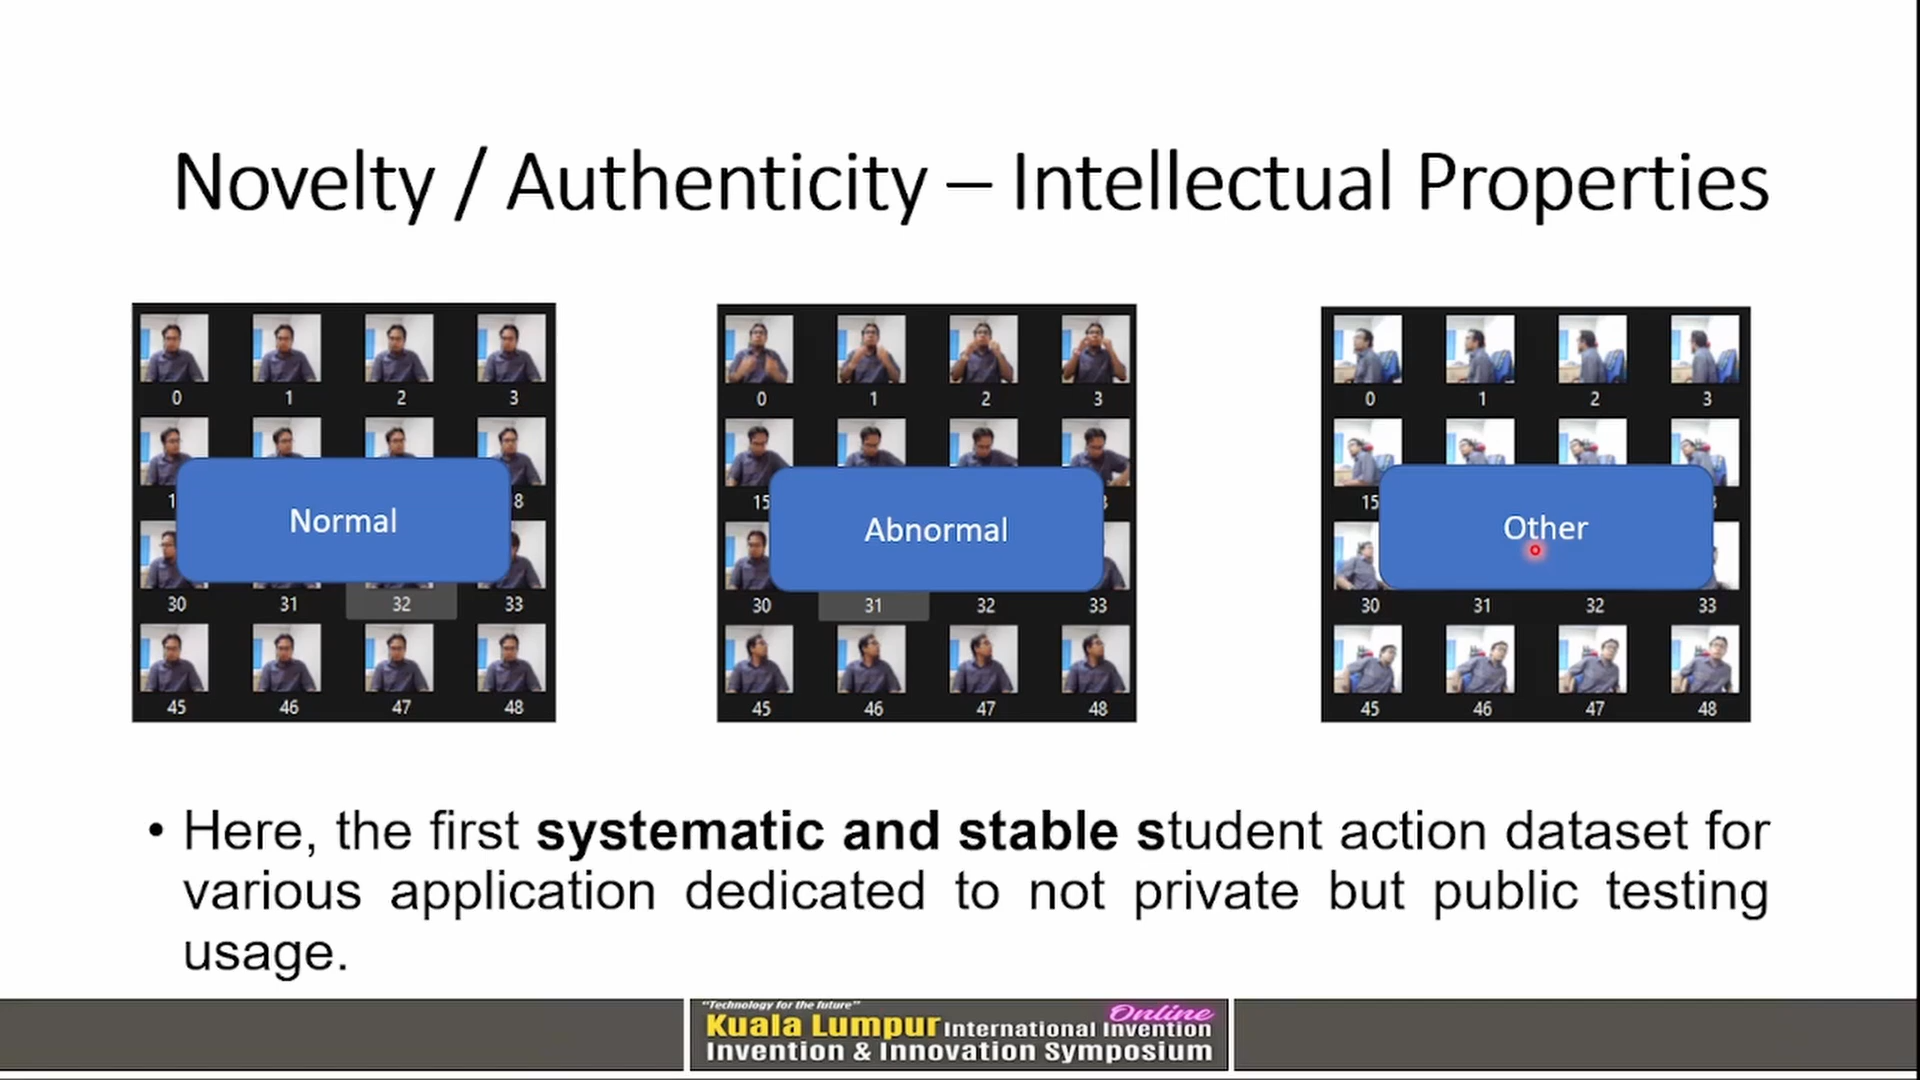 Novelty / Authenticity – Intellectual Properties
0 1 2 3
1 8
Normal
30 31 32 33
45 46 47 48
0 1 2 3
15
Abnormal
30 31 32 33
45 46 47 48
0 1 2 3
15
Other
30 31 32 33
45 46 47 48
• Here, the first systematic and stable student action dataset for
various application dedicated to not private but public testing
usage.
"Technology for the future"
Online
Kuala Lumpur International Invention
Invention & Innovation Symposium